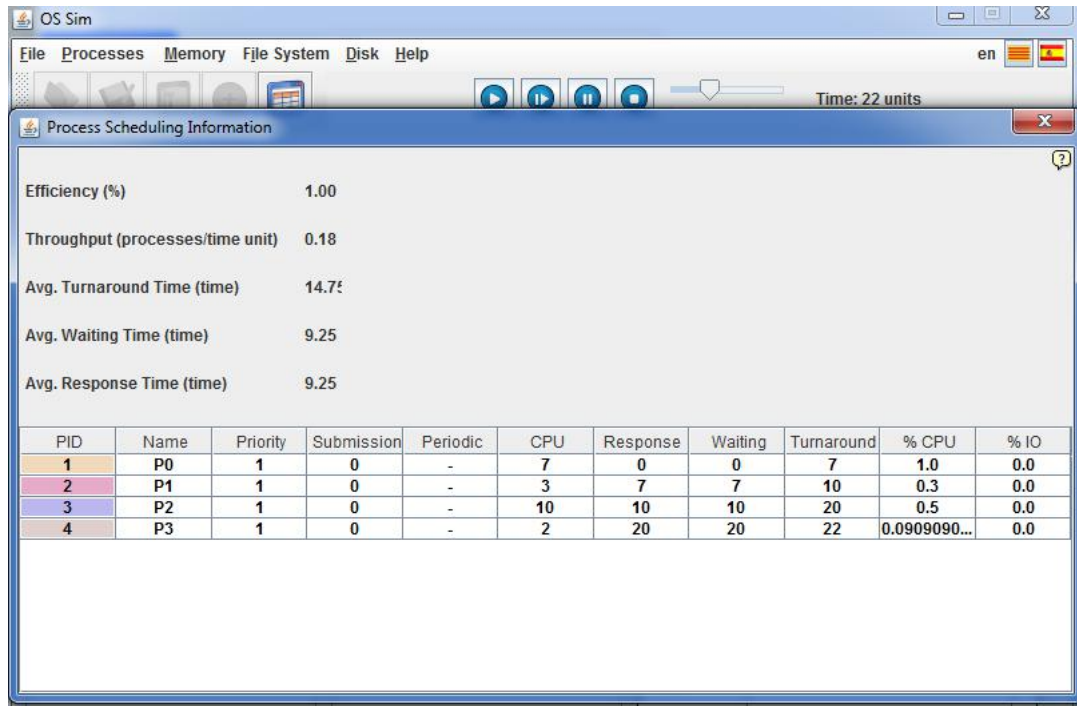 OS Sim
File Processes Memory File System Disk Help en
Time: 22 units
Process Scheduling Information
Efficiency (%) 1.00
Throughput (processes/time unit) 0.18
Avg. Turnaround Time (time) 14.75
Avg. Waiting Time (time) 9.25
Avg. Response Time (time) 9.25
PID Name Priority Submission Periodic CPU Response Waiting Turnaround % CPU % IO
1 P0 1 0 - 7 0 0 7 1.0 0.0
2 P1 1 0 - 3 7 7 10 0.3 0.0
3 P2 1 0 - 10 10 10 20 0.5 0.0
4 P3 1 0 - 2 20 20 22 0.0909090... 0.0